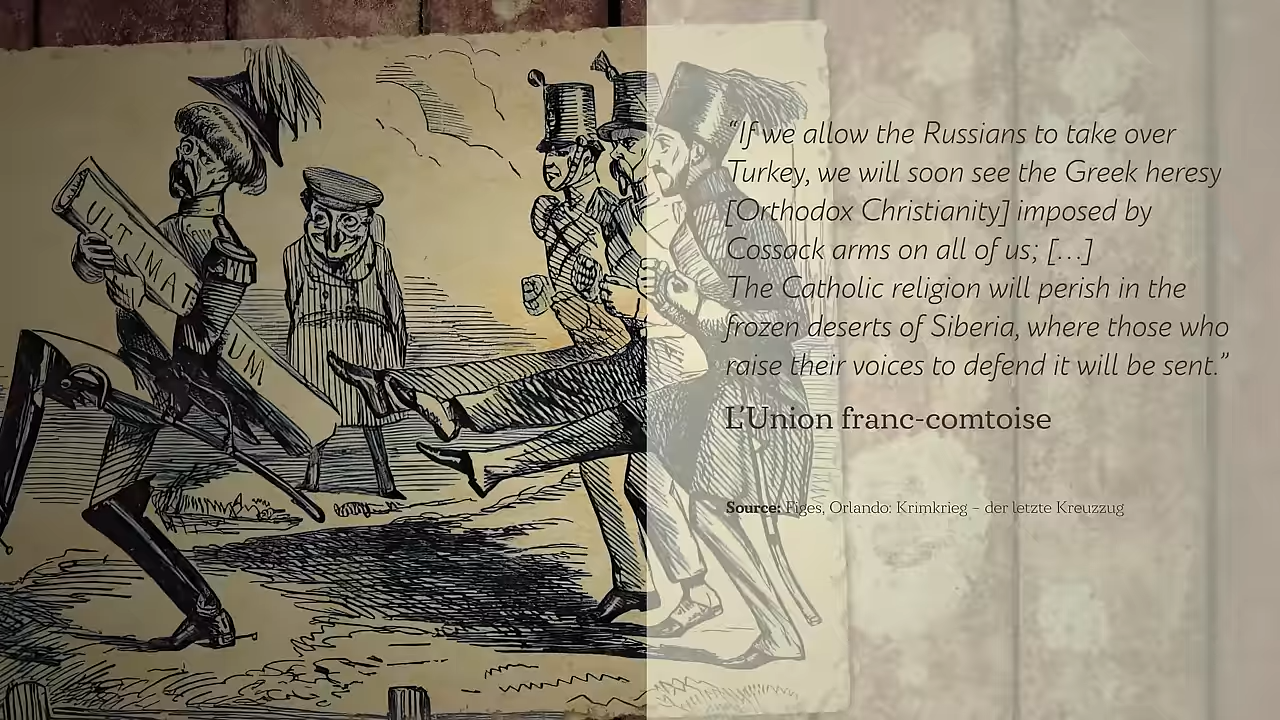 ULTIMAT
UM
“If we allow the Russians to take over
Turkey, we will soon see the Greek heresy
[Orthodox Christianity] imposed by
Cossack arms on all of us; […]
The Catholic religion will perish in the
frozen deserts of Siberia, where those who
raise their voices to defend it will be sent.”
L’Union franc-comtoise
Source: Figes, Orlando: Krimkrieg – der letzte Kreuzzug